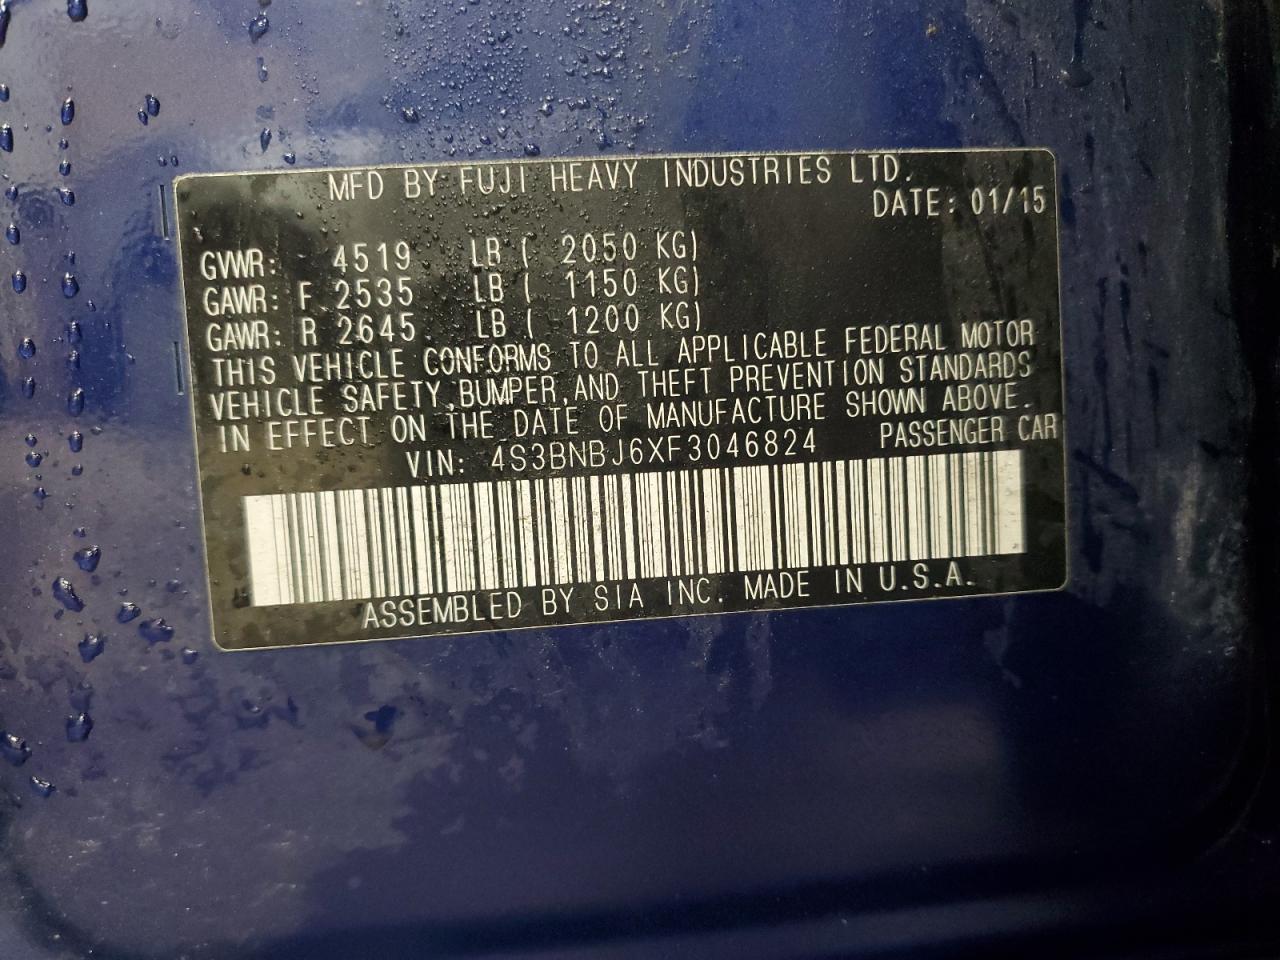 MFD BY FUJI HEAVY INDUSTRIES LTD.
DATE: 01/15
GVWR: 4519 LB ( 2050 KG)
GAWR: F 2535 LB ( 1150 KG)
GAWR: R 2645 LB ( 1200 KG)
THIS VEHICLE CONFORMS TO ALL APPLICABLE FEDERAL MOTOR
VEHICLE SAFETY,BUMPER,AND THEFT PREVENTION STANDARDS
IN EFFECT ON THE DATE OF MANUFACTURE SHOWN ABOVE.
VIN: 4S3BNBJ6XF3046824 PASSENGER CAR
ASSEMBLED BY SIA INC. MADE IN U.S.A.